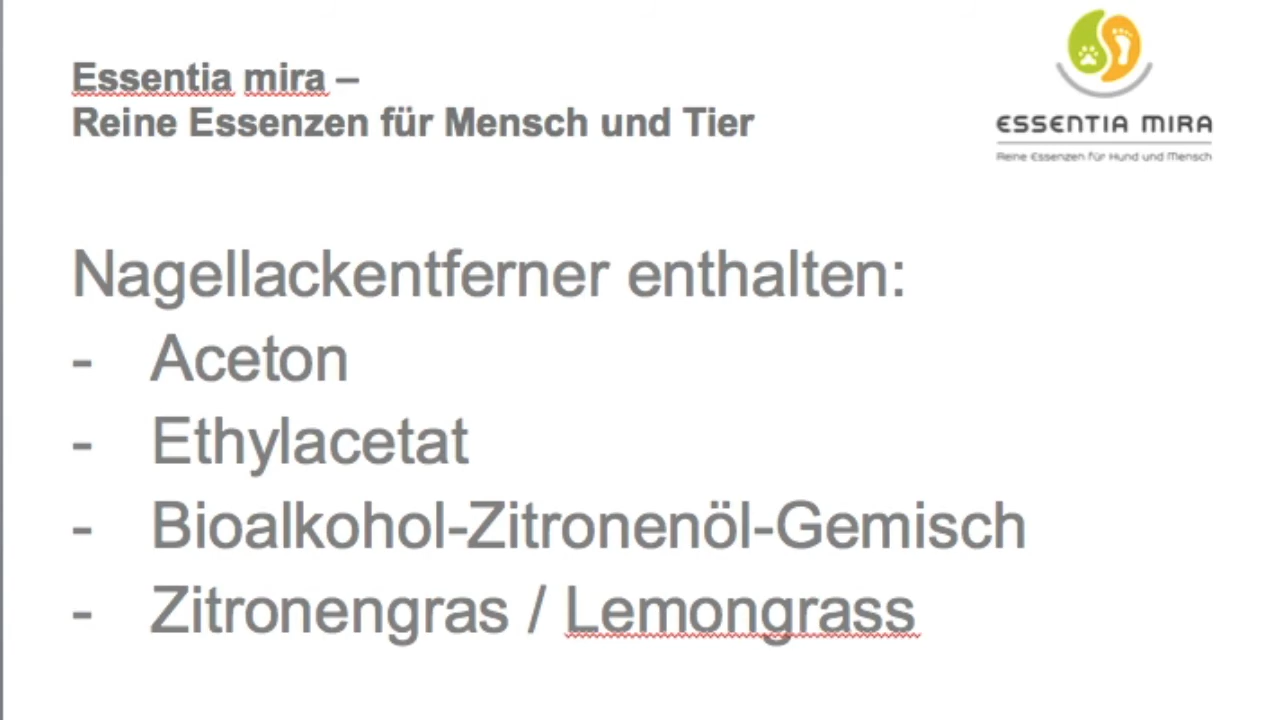 Essentia mira –
Reine Essenzen für Mensch und Tier
ESSENTIA MIRA
Reine Essenzen für Hund und Mensch
Nagellackentferner enthalten:
- Aceton
- Ethylacetat
- Bioalkohol-Zitronenöl-Gemisch
- Zitronengras / Lemongrass